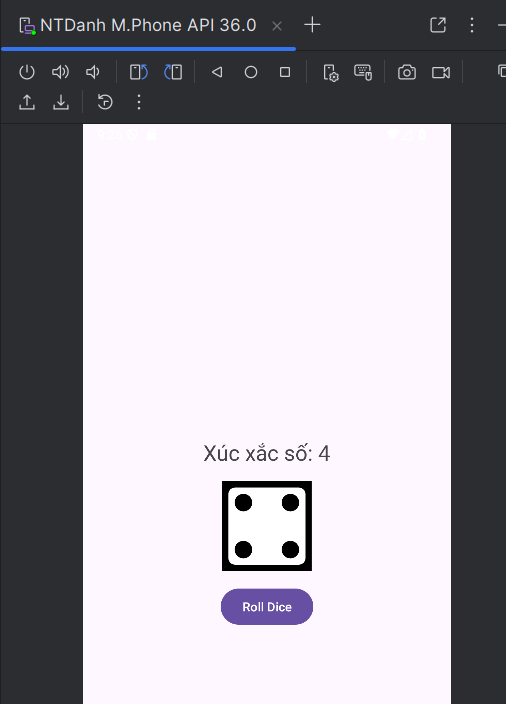 NTDanh M.Phone API 36.0
Xúc xắc số: 4
Roll Dice